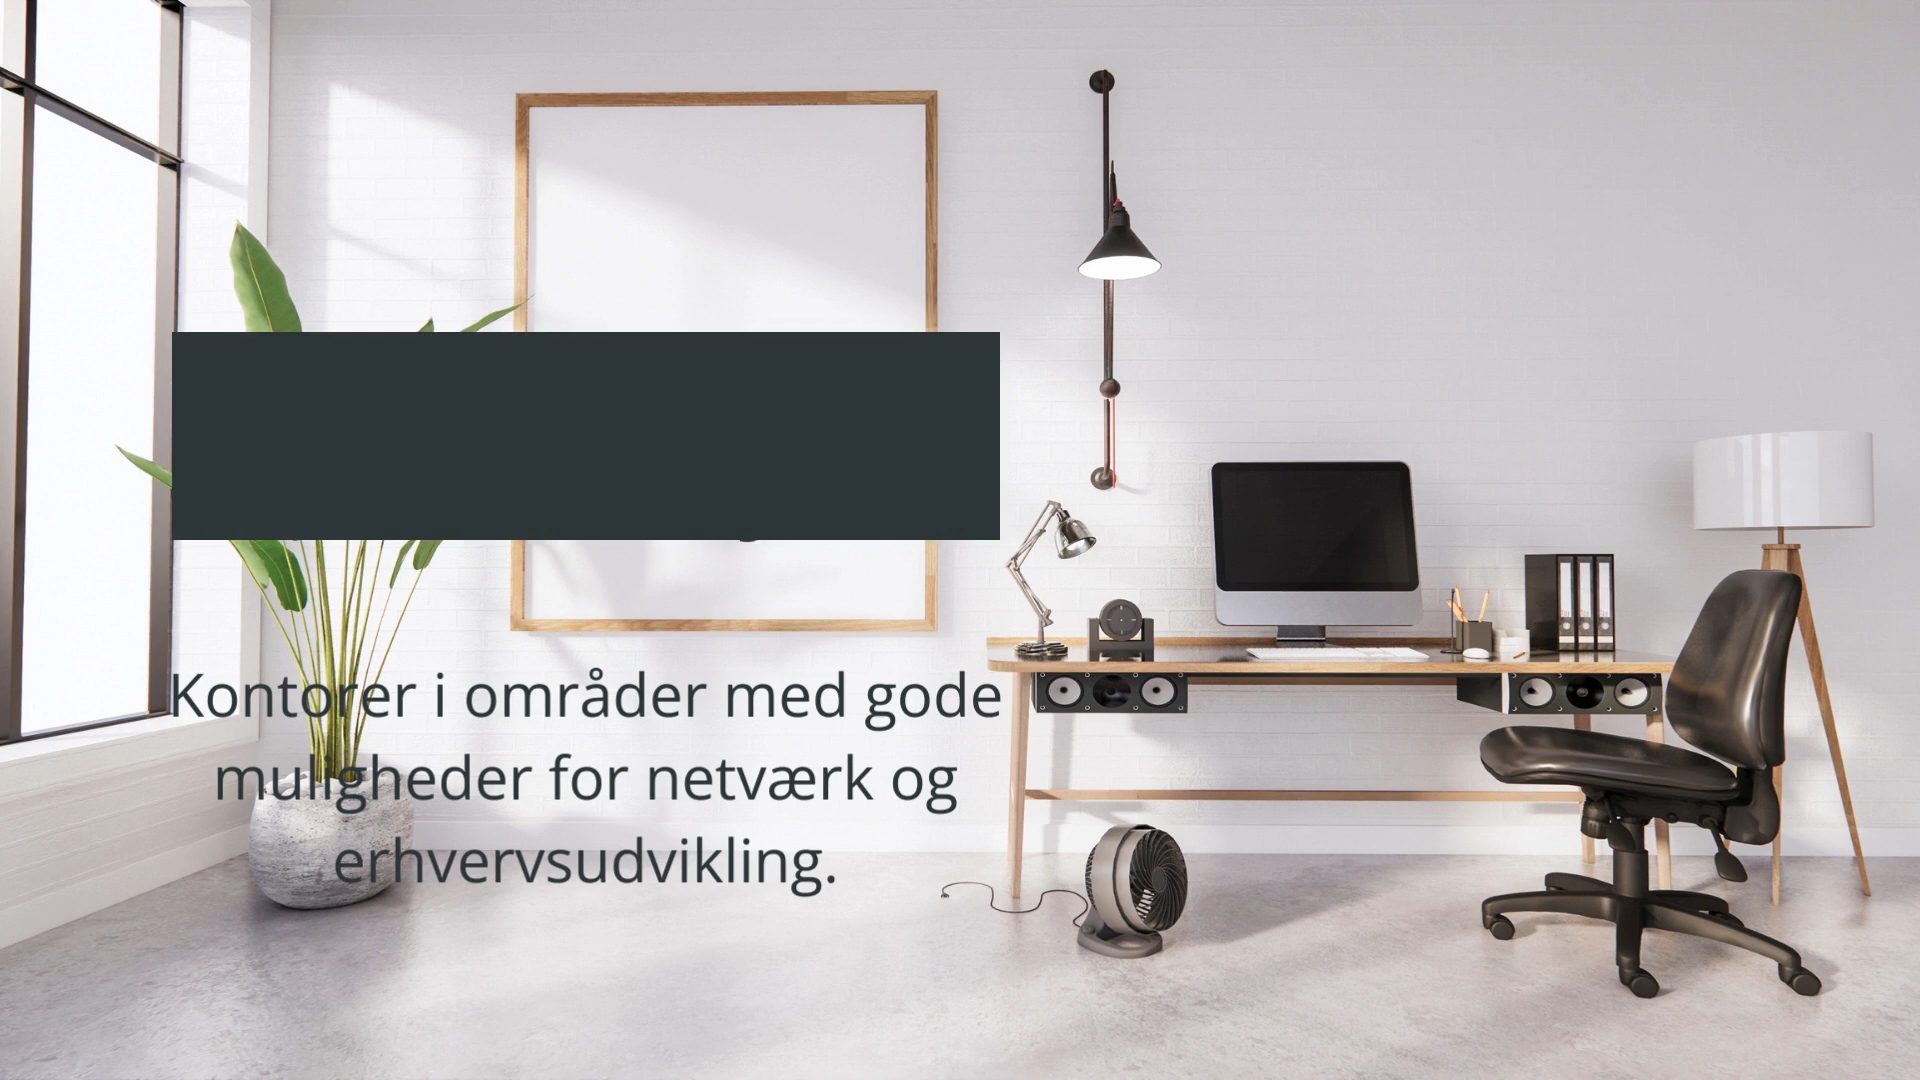 Kontorer i områder med gode
muligheder for netværk og
erhvervsudvikling.